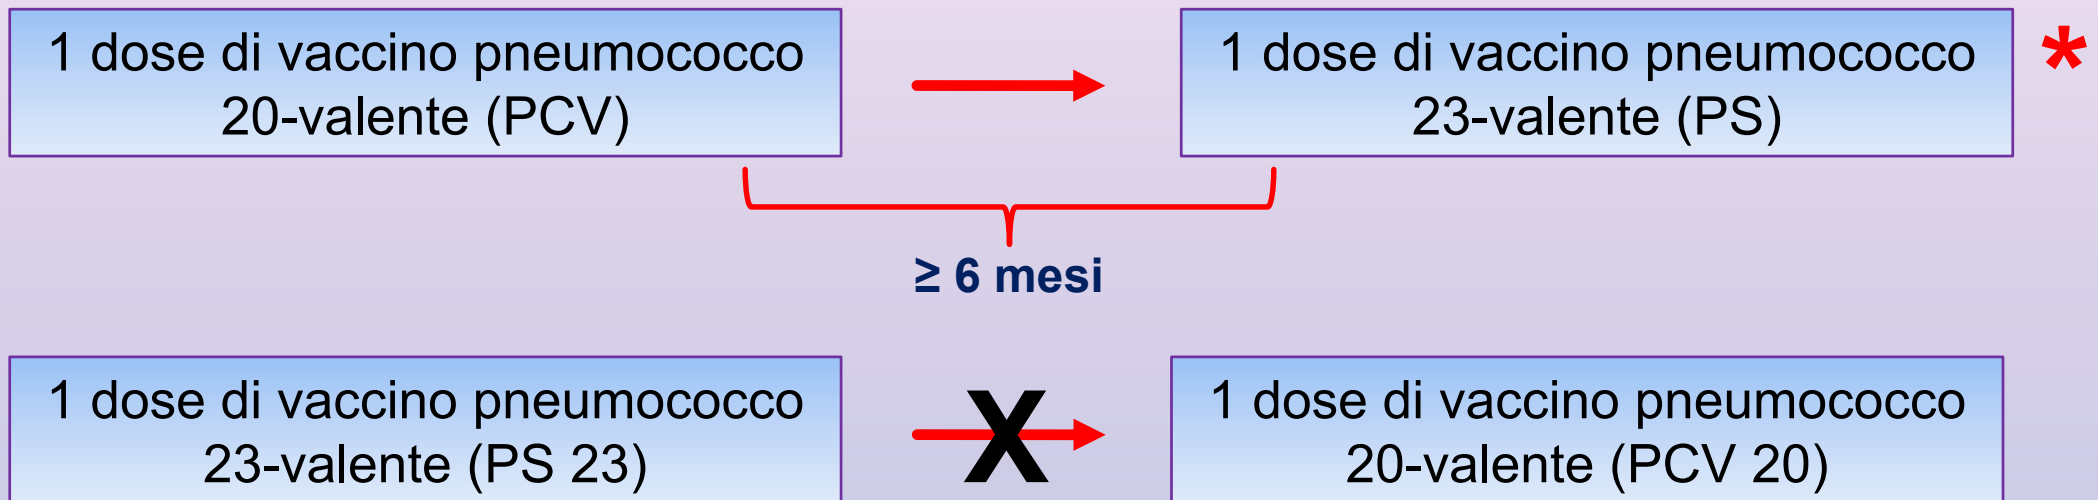 1 dose di vaccino pneumococco
20-valente (PCV)
1 dose di vaccino pneumococco
23-valente (PS)
*
≥ 6 mesi
1 dose di vaccino pneumococco
23-valente (PS 23)
X
1 dose di vaccino pneumococco
20-valente (PCV 20)